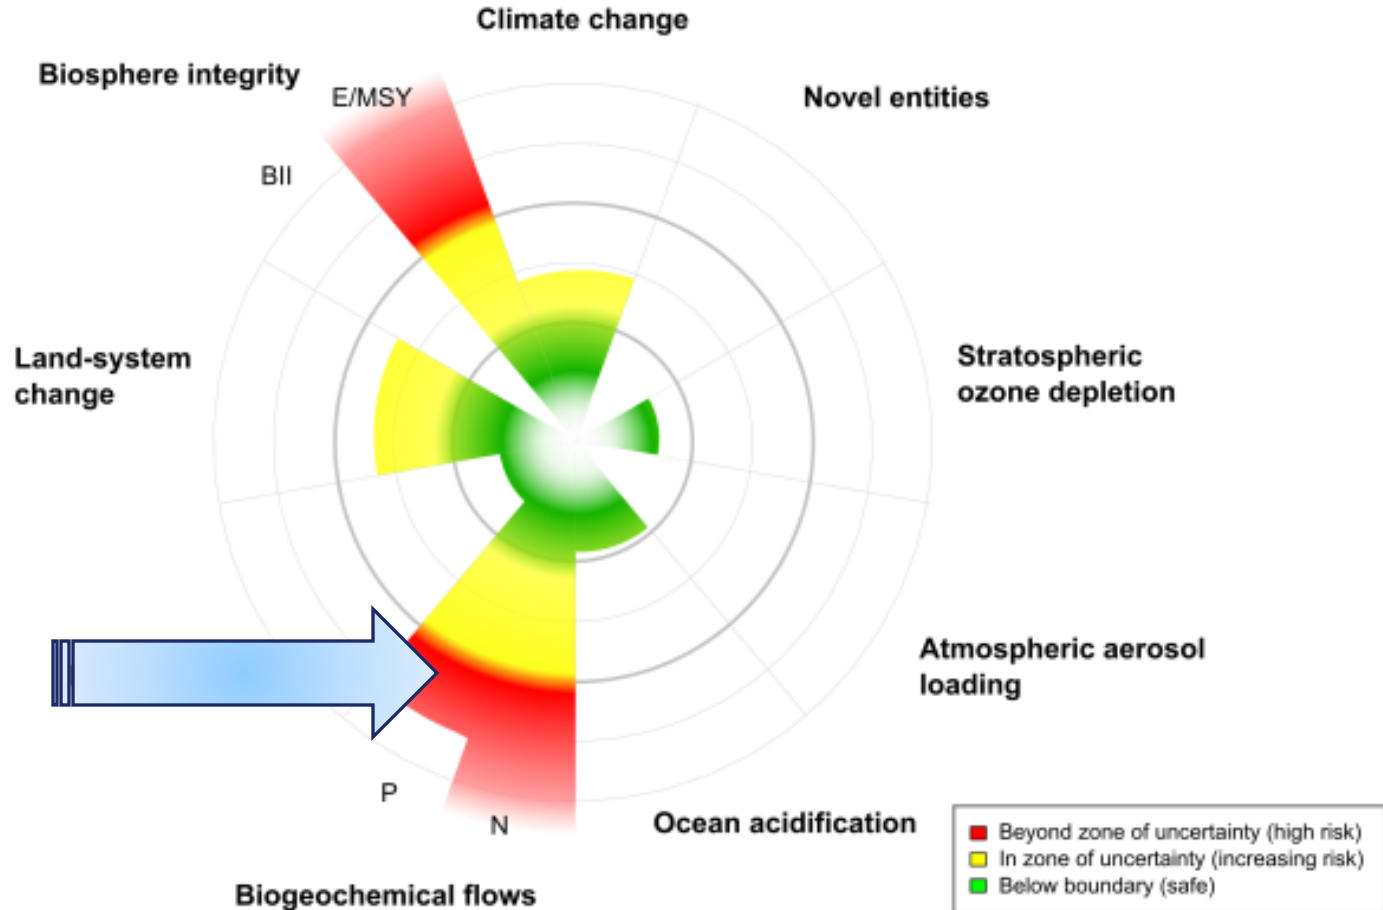 Climate change
Biosphere integrity
E/MSY
Novel entities
BII
Land-system
change
Stratospheric
ozone depletion
Atmospheric aerosol
loading
P
N
Ocean acidification
Biogeochemical flows
Beyond zone of uncertainty (high risk)
In zone of uncertainty (increasing risk)
Below boundary (safe)